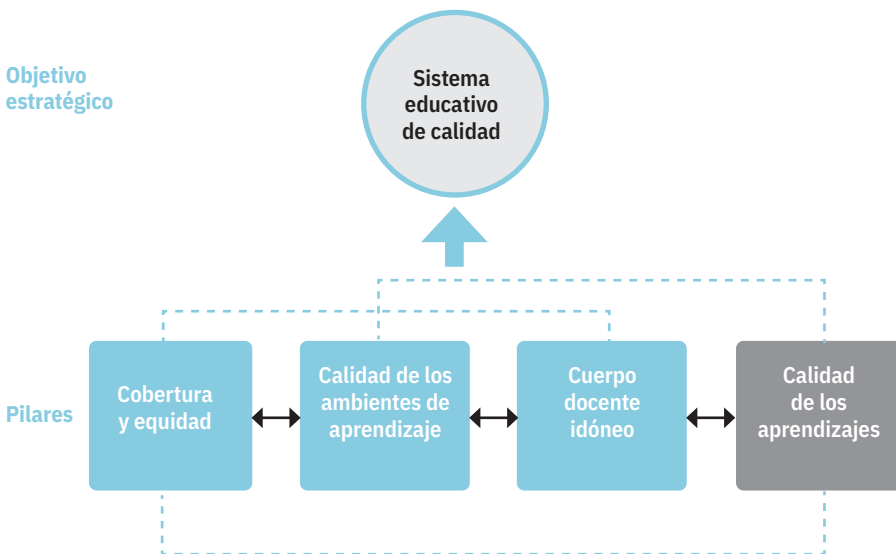 Objetivo
estratégico
Sistema
educativo
de calidad
Pilares
Cobertura
y equidad
Calidad de los
ambientes de
aprendizaje
Cuerpo
docente
idóneo
Calidad
de los
aprendizajes